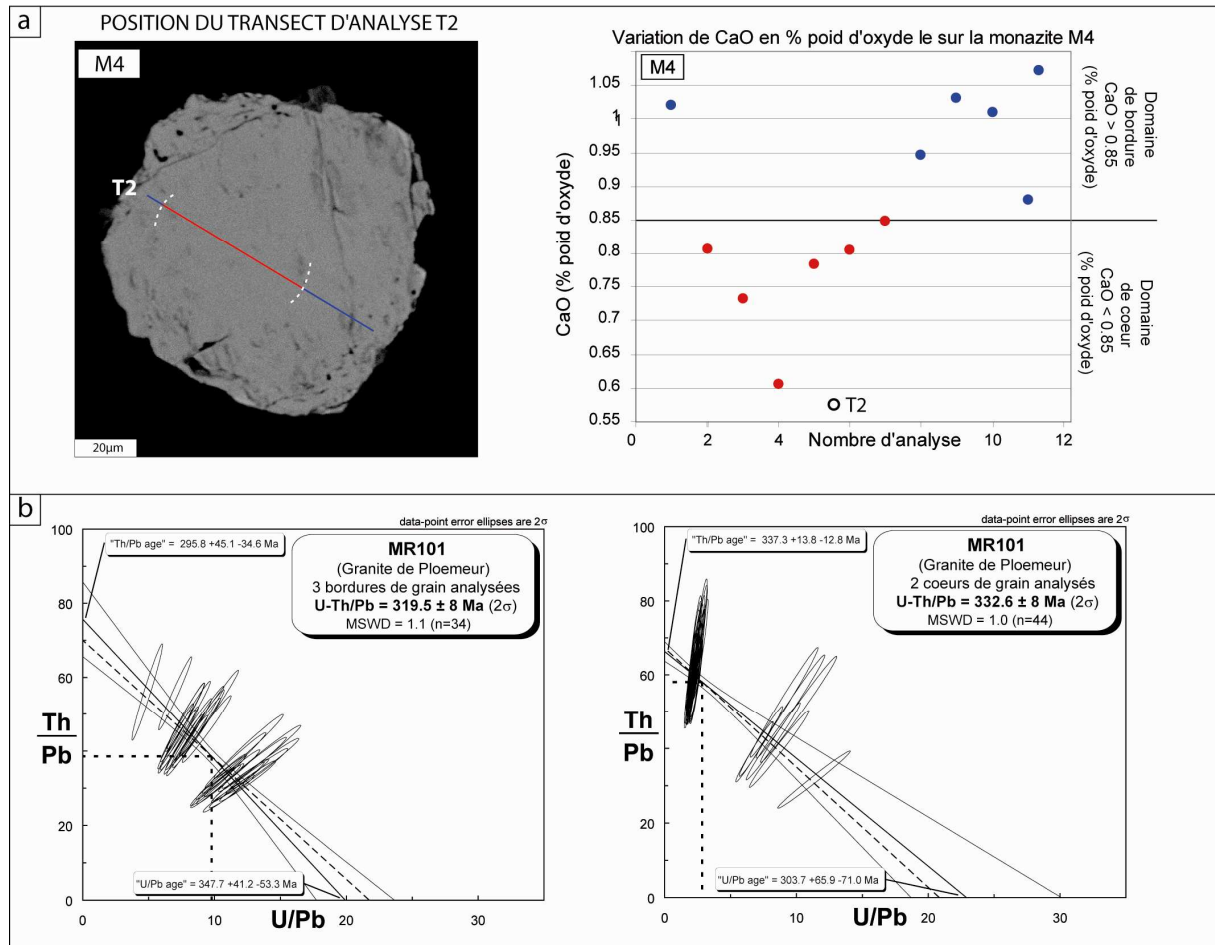 a
POSITION DU TRANSECT D'ANALYSE T2
M4
T2
20µm
Variation de CaO en % poid d'oxyde le sur la monazite M4
M4
CaO (% poid d'oxyde)
1.05
1
1
0.95
0.9
0.85
0.8
0.75
0.7
0.65
0.6
0.55
0
2
4
Nombre d'analyse
10
12
T2
Domaine
de bordure
CaO > 0.85
(% poid d'oxyde)
Domaine
de coeur
CaO < 0.85
(% poid d'oxyde)
b
data-point error ellipses are 2σ
"Th/Pb age" = 295.8 +45.1 -34.6 Ma
MR101
(Granite de Ploemeur)
3 bordures de grain analysées
U-Th/Pb = 319.5 ± 8 Ma (2σ)
MSWD = 1.1 (n=34)
100
80
60
40
20
0
Th
Pb
"U/Pb age" = 347.7 +41.2 -53.3 Ma
0
10
20
30
U/Pb
data-point error ellipses are 2σ
"Th/Pb age" = 337.3 +13.8 -12.8 Ma
MR101
(Granite de Ploemeur)
2 coeurs de grain analysés
U-Th/Pb = 332.6 ± 8 Ma (2σ)
MSWD = 1.0 (n=44)
100
80
60
40
20
0
Th
Pb
"U/Pb age" = 303.7 +65.9 -71.0 Ma
0
10
20
30
U/Pb